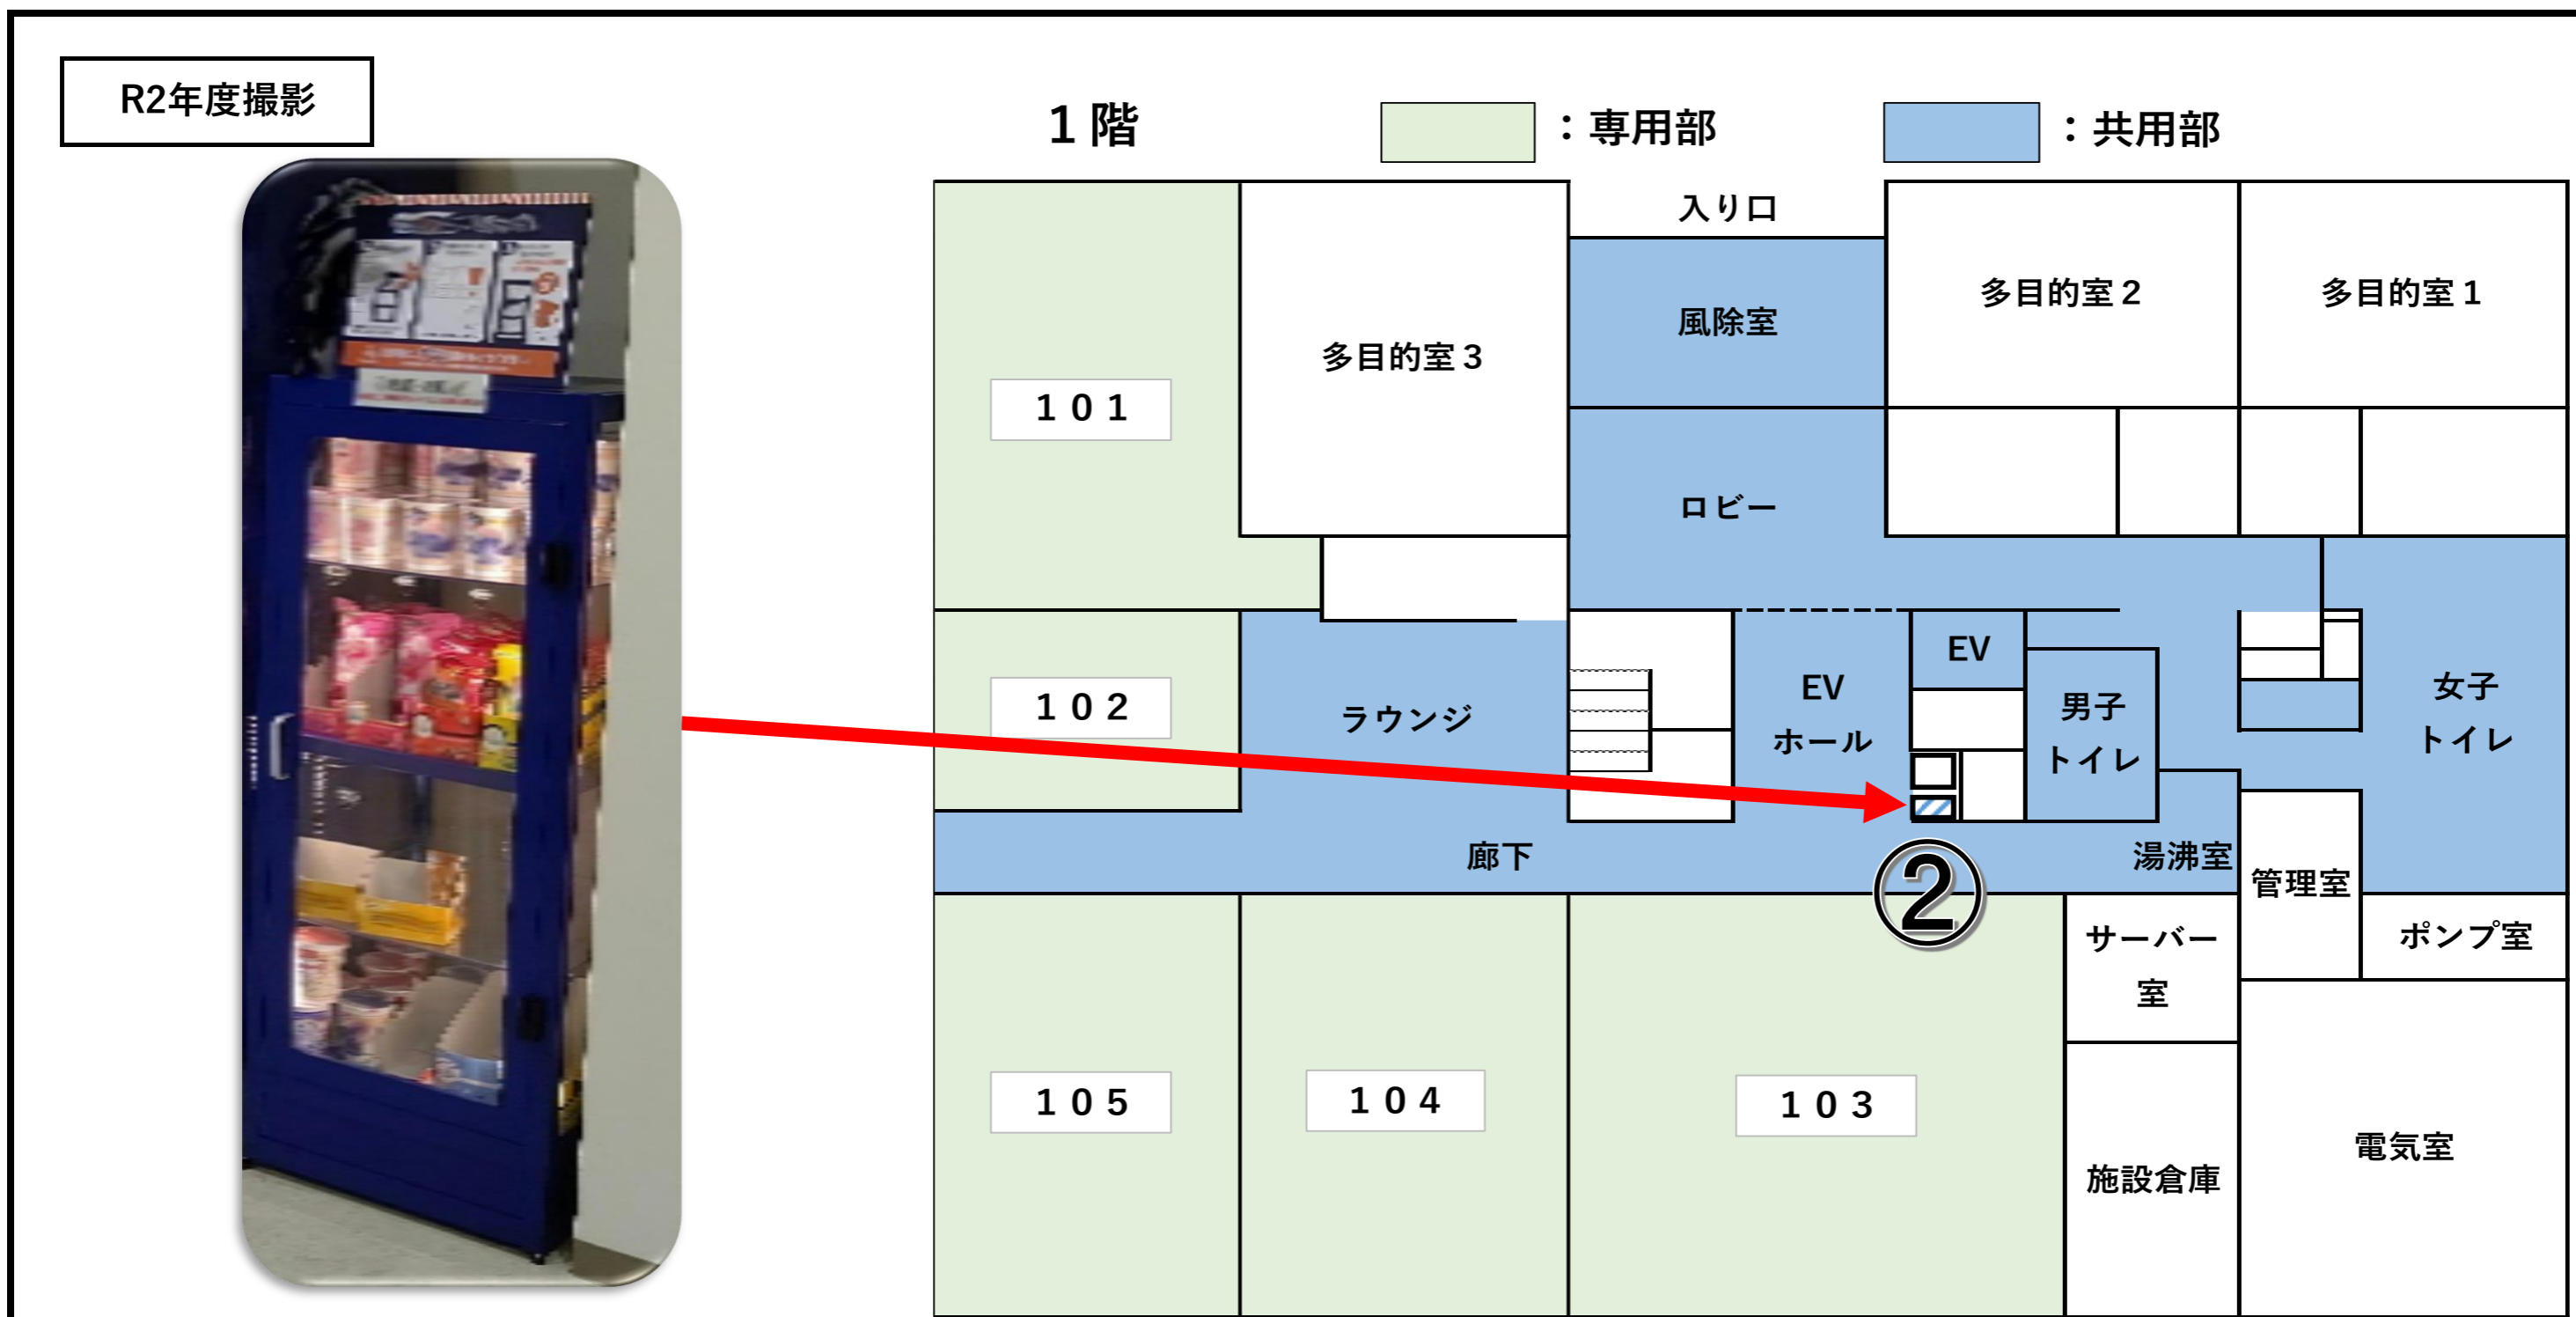 R2年度撮影
１階
：専用部
：共用部
入り口
多目的室２
多目的室１
風除室
多目的室３
１０１
ロビー
EV
１０２
ラウンジ
EV
ホール
男子
トイレ
女子
トイレ
廊下
湯沸室
②
管理室
サーバー
室
ポンプ室
１０５
１０４
１０３
施設倉庫
電気室